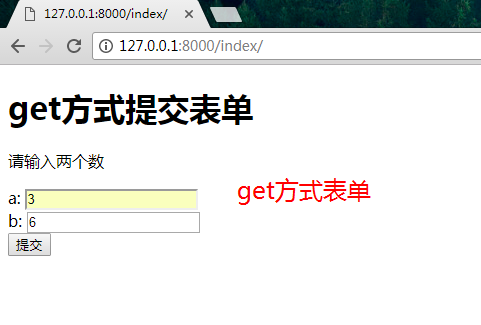 127.0.0.1:8000/index/
127.0.0.1:8000/index/
get方式提交表单
请输入两个数
a: 3
get方式表单
b: 6
提交